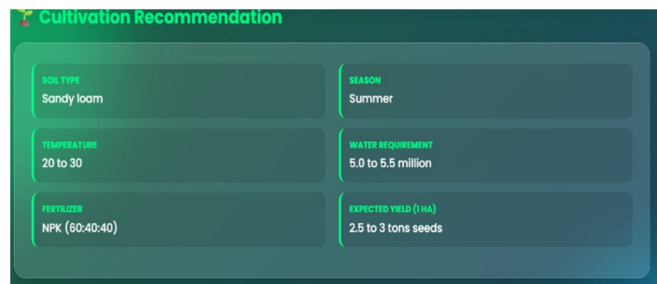 Cultivation Recommendation
SOIL TYPE
Sandy loam
SEASON
Summer
TEMPERATURE
20 to 30
WATER REQUIREMENT
5.0 to 5.5 million
FERTILIZER
NPK (60:40:40)
EXPECTED YIELD (1 HA)
2.5 to 3 tons seeds